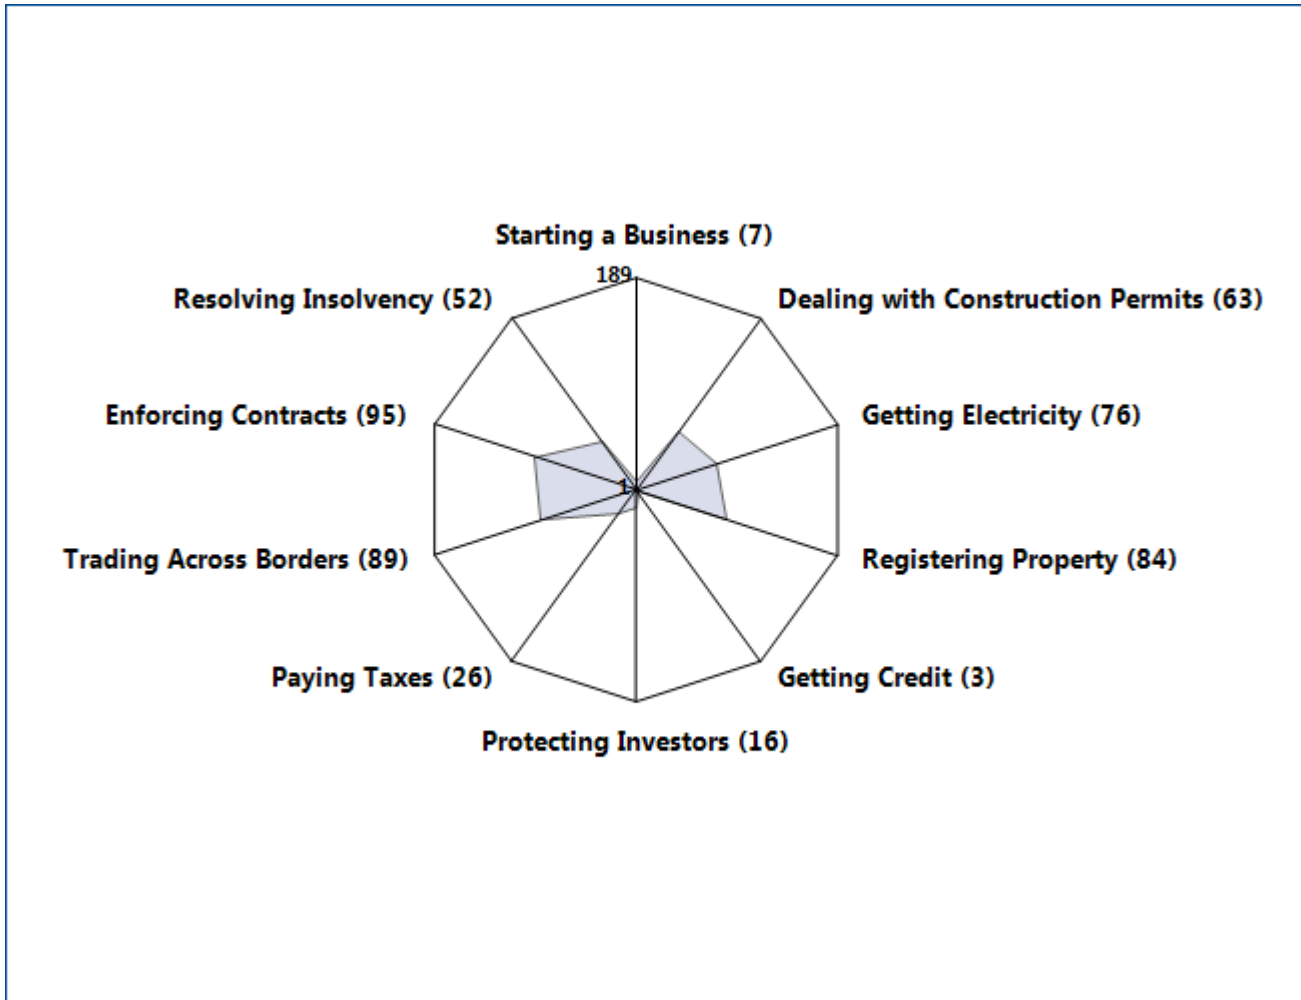 Starting a Business (7)
189
Resolving Insolvency (52)
Dealing with Construction Permits (63)
Enforcing Contracts (95)
Getting Electricity (76)
1
Trading Across Borders (89)
Registering Property (84)
Paying Taxes (26)
Getting Credit (3)
Protecting Investors (16)